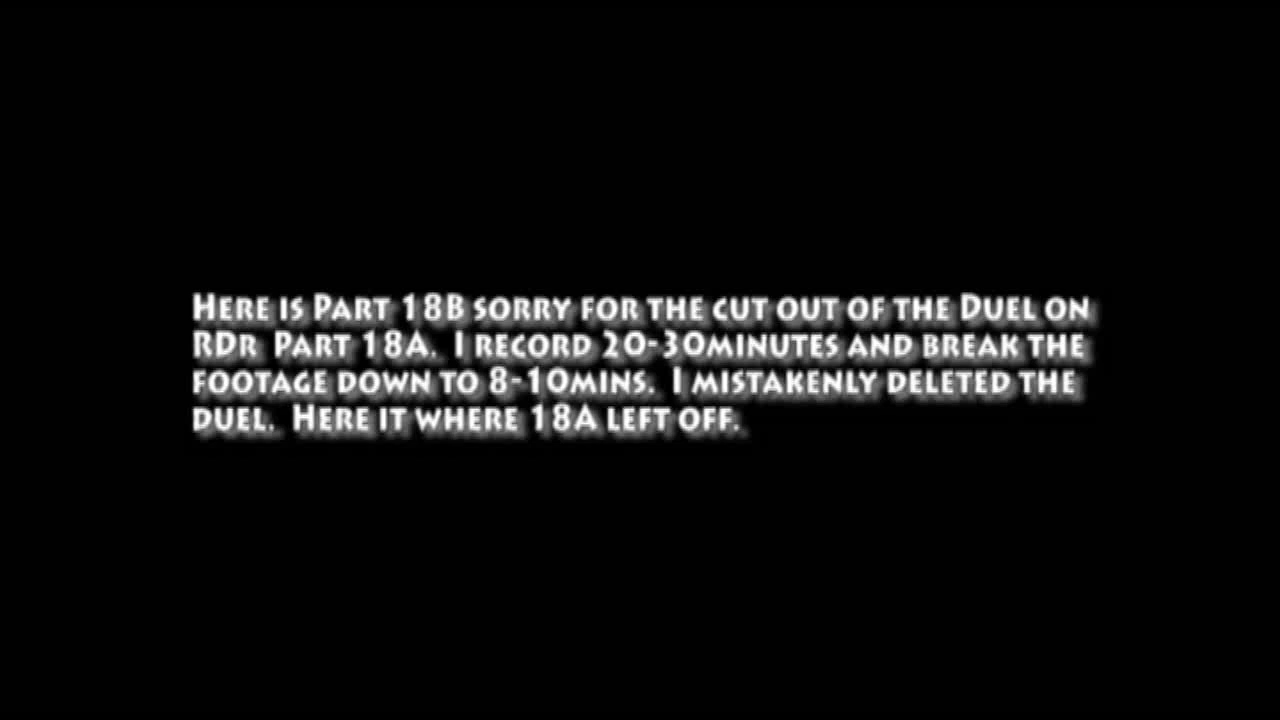 Here is Part 18B sorry for the cut out of the Duel on
RDr  Part 18A.  I record 20-30minutes and break the
footage down to 8-10mins.  I mistakenly deleted the
duel.  Here it where 18A left off.